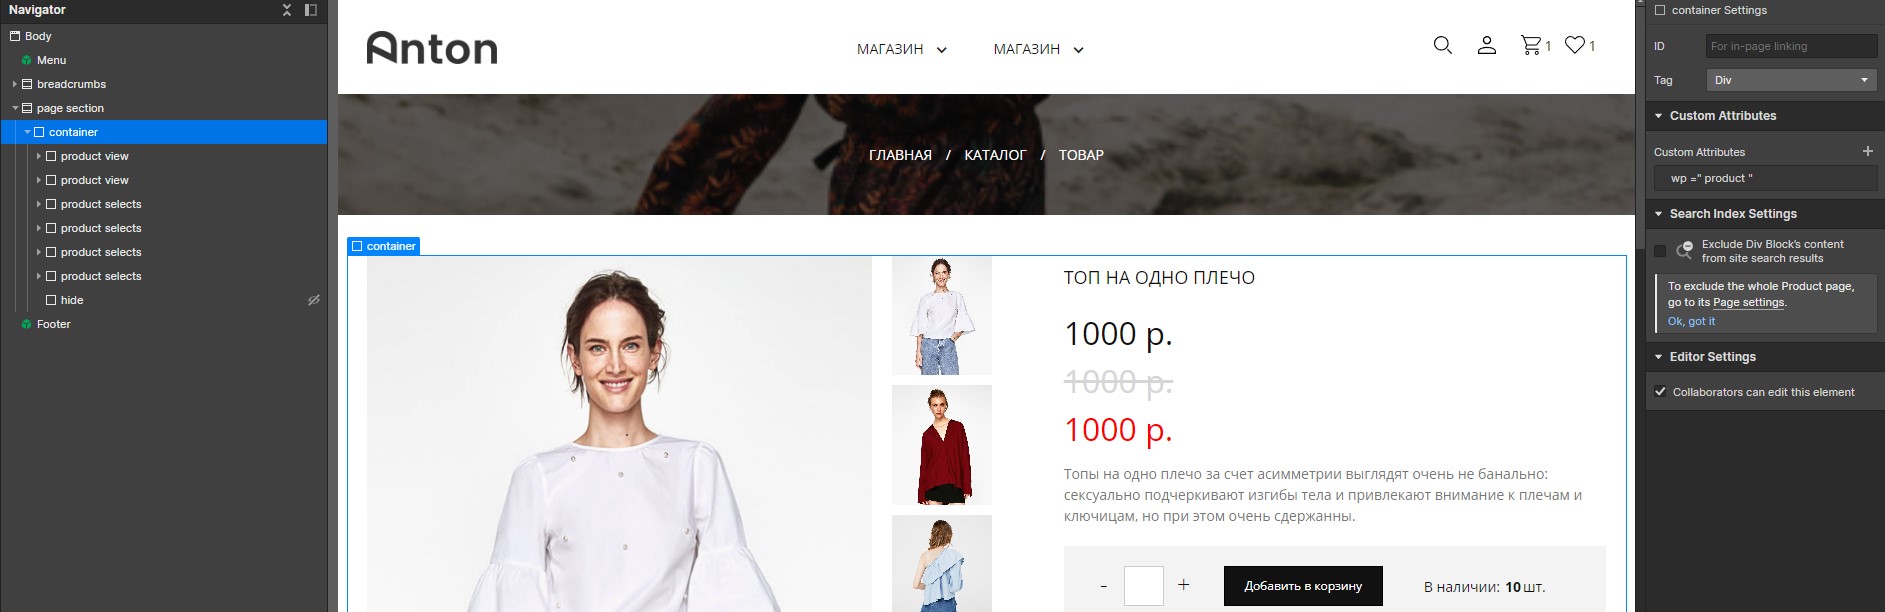 Navigator
Body
Menu
breadcrumbs
page section
container
product view
product view
product selects
product selects
product selects
product selects
hide
Footer
Anton
МАГАЗИН
МАГАЗИН
1
1
ГЛАВНАЯ / КАТАЛОГ / ТОВАР
container
ТОП НА ОДНО ПЛЕЧО
1000 р.
1000 р.
1000 р.
Топы на одно плечо за счет асимметрии выглядят очень не банально:
сексуально подчеркивают изгибы тела и привлекают внимание к плечам и
ключицам, но при этом очень сдержанны.
- +
Добавить в корзину
В наличии: 10 шт.
container Settings
ID For in-page linking
Tag Div
Custom Attributes
Custom Attributes +
wp =" product "
Search Index Settings
Exclude Div Block's content
from site search results
To exclude the whole Product page,
go to its Page settings.
Ok, got it
Editor Settings
Collaborators can edit this element